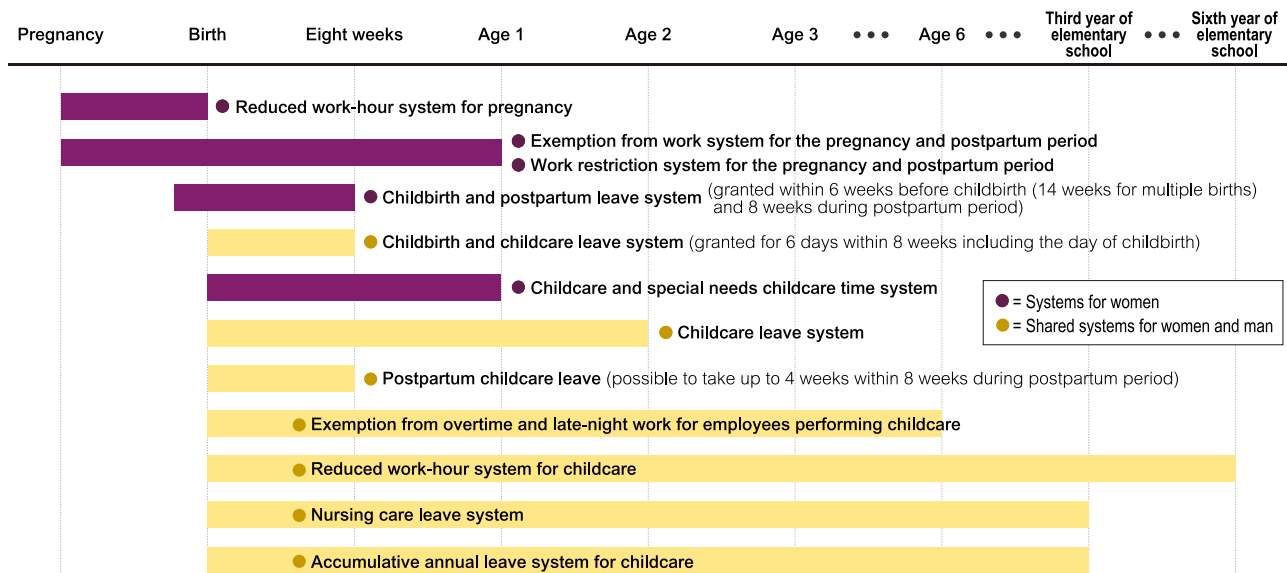 Pregnancy Birth Eight weeks Age 1 Age 2 Age 3 ••• Age 6 ••• Third year of elementary school ••• Sixth year of elementary school
● Reduced work-hour system for pregnancy
● Exemption from work system for the pregnancy and postpartum period
● Work restriction system for the pregnancy and postpartum period
● Childbirth and postpartum leave system (granted within 6 weeks before childbirth (14 weeks for multiple births)
and 8 weeks during postpartum period)
● Childbirth and childcare leave system (granted for 6 days within 8 weeks including the day of childbirth)
● Childcare and special needs childcare time system
● = Systems for women
● = Shared systems for women and man
● Childcare leave system
● Postpartum childcare leave (possible to take up to 4 weeks within 8 weeks during postpartum period)
● Exemption from overtime and late-night work for employees performing childcare
● Reduced work-hour system for childcare
● Nursing care leave system
● Accumulative annual leave system for childcare